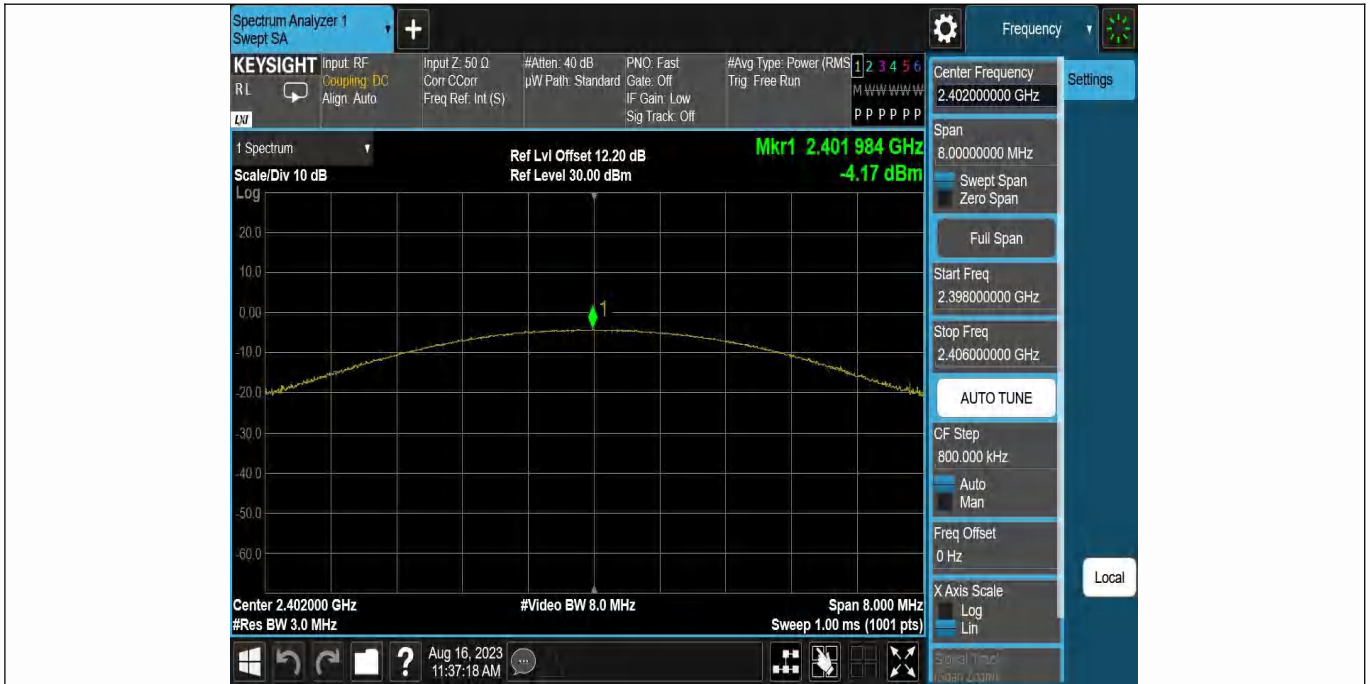 Spectrum Analyzer 1
Swept SA
+
Frequency
KEYSIGHT
RL
LXI
Input: RF
Coupling: DC
Align: Auto
Input Z: 50 Ω
Corr CCorr
Freq Ref: Int (S)
#Atten: 40 dB
µW Path: Standard
PNO: Fast
Gate: Off
IF Gain: Low
Sig Track: Off
#Avg Type: Power (RMS
Trig: Free Run
1 2 3 4 5 6
M W W W W W
P P P P P P
1 Spectrum
Scale/Div 10 dB
Ref Lvl Offset 12.20 dB
Ref Level 30.00 dBm
Mkr1 2.401 984 GHz
-4.17 dBm
Log
20.0
10.0
0.00
-10.0
-20.0
-30.0
-40.0
-50.0
-60.0
1
Center 2.402000 GHz
#Res BW 3.0 MHz
#Video BW 8.0 MHz
Span 8.000 MHz
Sweep 1.00 ms (1001 pts)
Center Frequency
2.402000000 GHz
Settings
Span
8.00000000 MHz
Swept Span
Zero Span
Full Span
Start Freq
2.398000000 GHz
Stop Freq
2.406000000 GHz
AUTO TUNE
CF Step
800.000 kHz
Auto
Man
Freq Offset
0 Hz
X Axis Scale
Log
Lin
Signal Track
(Span Zoom)
Local
?
Aug 16, 2023
11:37:18 AM